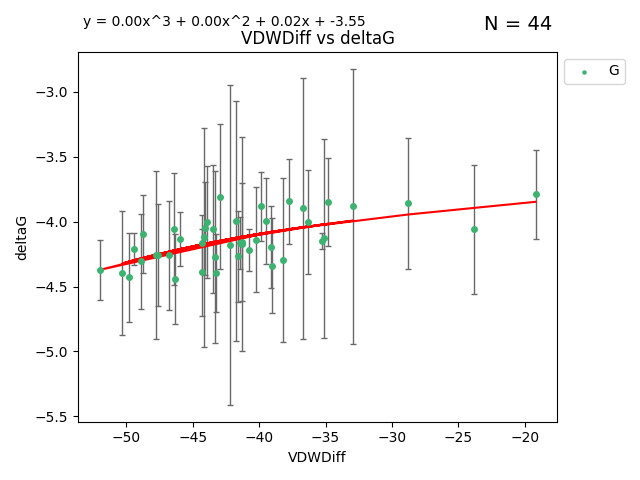 y = 0.00x^3 + 0.00x^2 + 0.02x + -3.55
N = 44
VDWDiff vs deltaG
G
−3.0
−3.5
−4.0
−4.5
−5.0
−5.5
deltaG
−50 −45 −40 −35 −30 −25 −20
VDWDiff